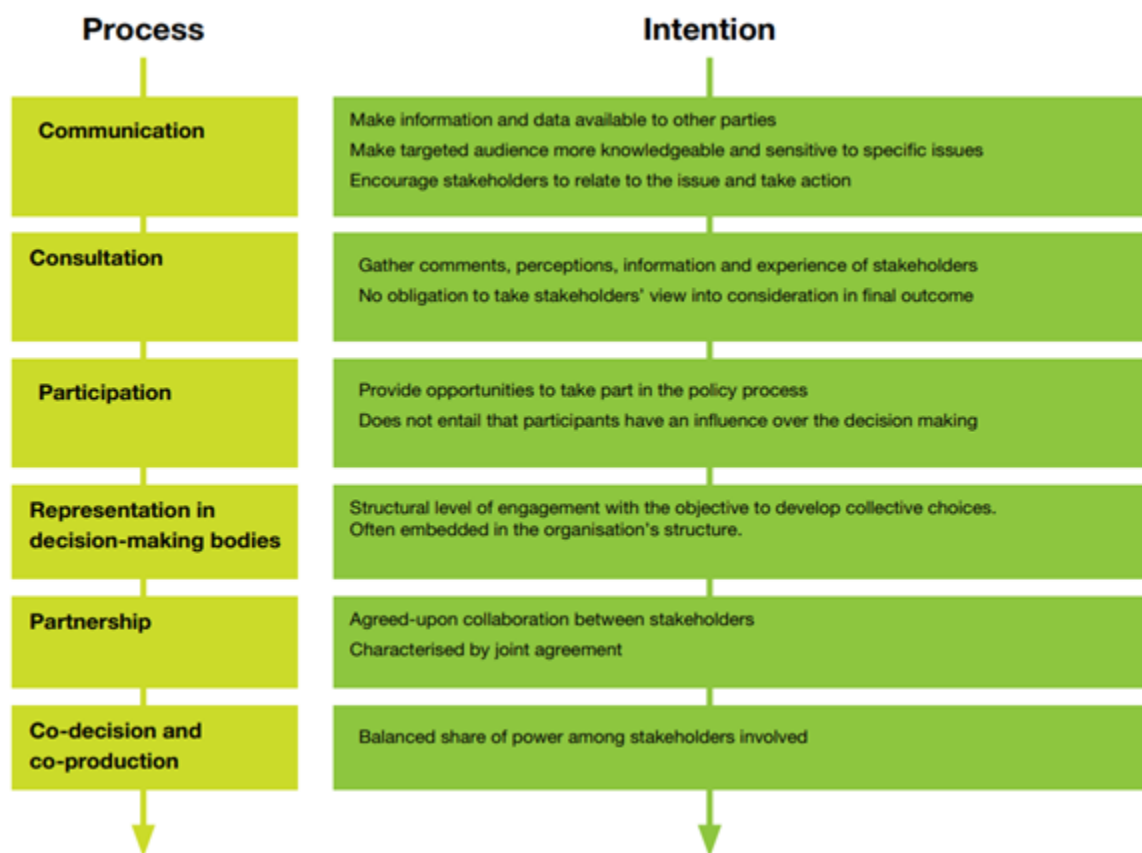 Process
Intention
Communication
Make information and data available to other parties
Make targeted audience more knowledgeable and sensitive to specific issues
Encourage stakeholders to relate to the issue and take action
Consultation
Gather comments, perceptions, information and experience of stakeholders
No obligation to take stakeholders’ view into consideration in final outcome
Participation
Provide opportunities to take part in the policy process
Does not entail that participants have an influence over the decision making
Representation in
decision-making bodies
Structural level of engagement with the objective to develop collective choices.
Often embedded in the organisation’s structure.
Partnership
Agreed-upon collaboration between stakeholders
Characterised by joint agreement
Co-decision and
co-production
Balanced share of power among stakeholders involved